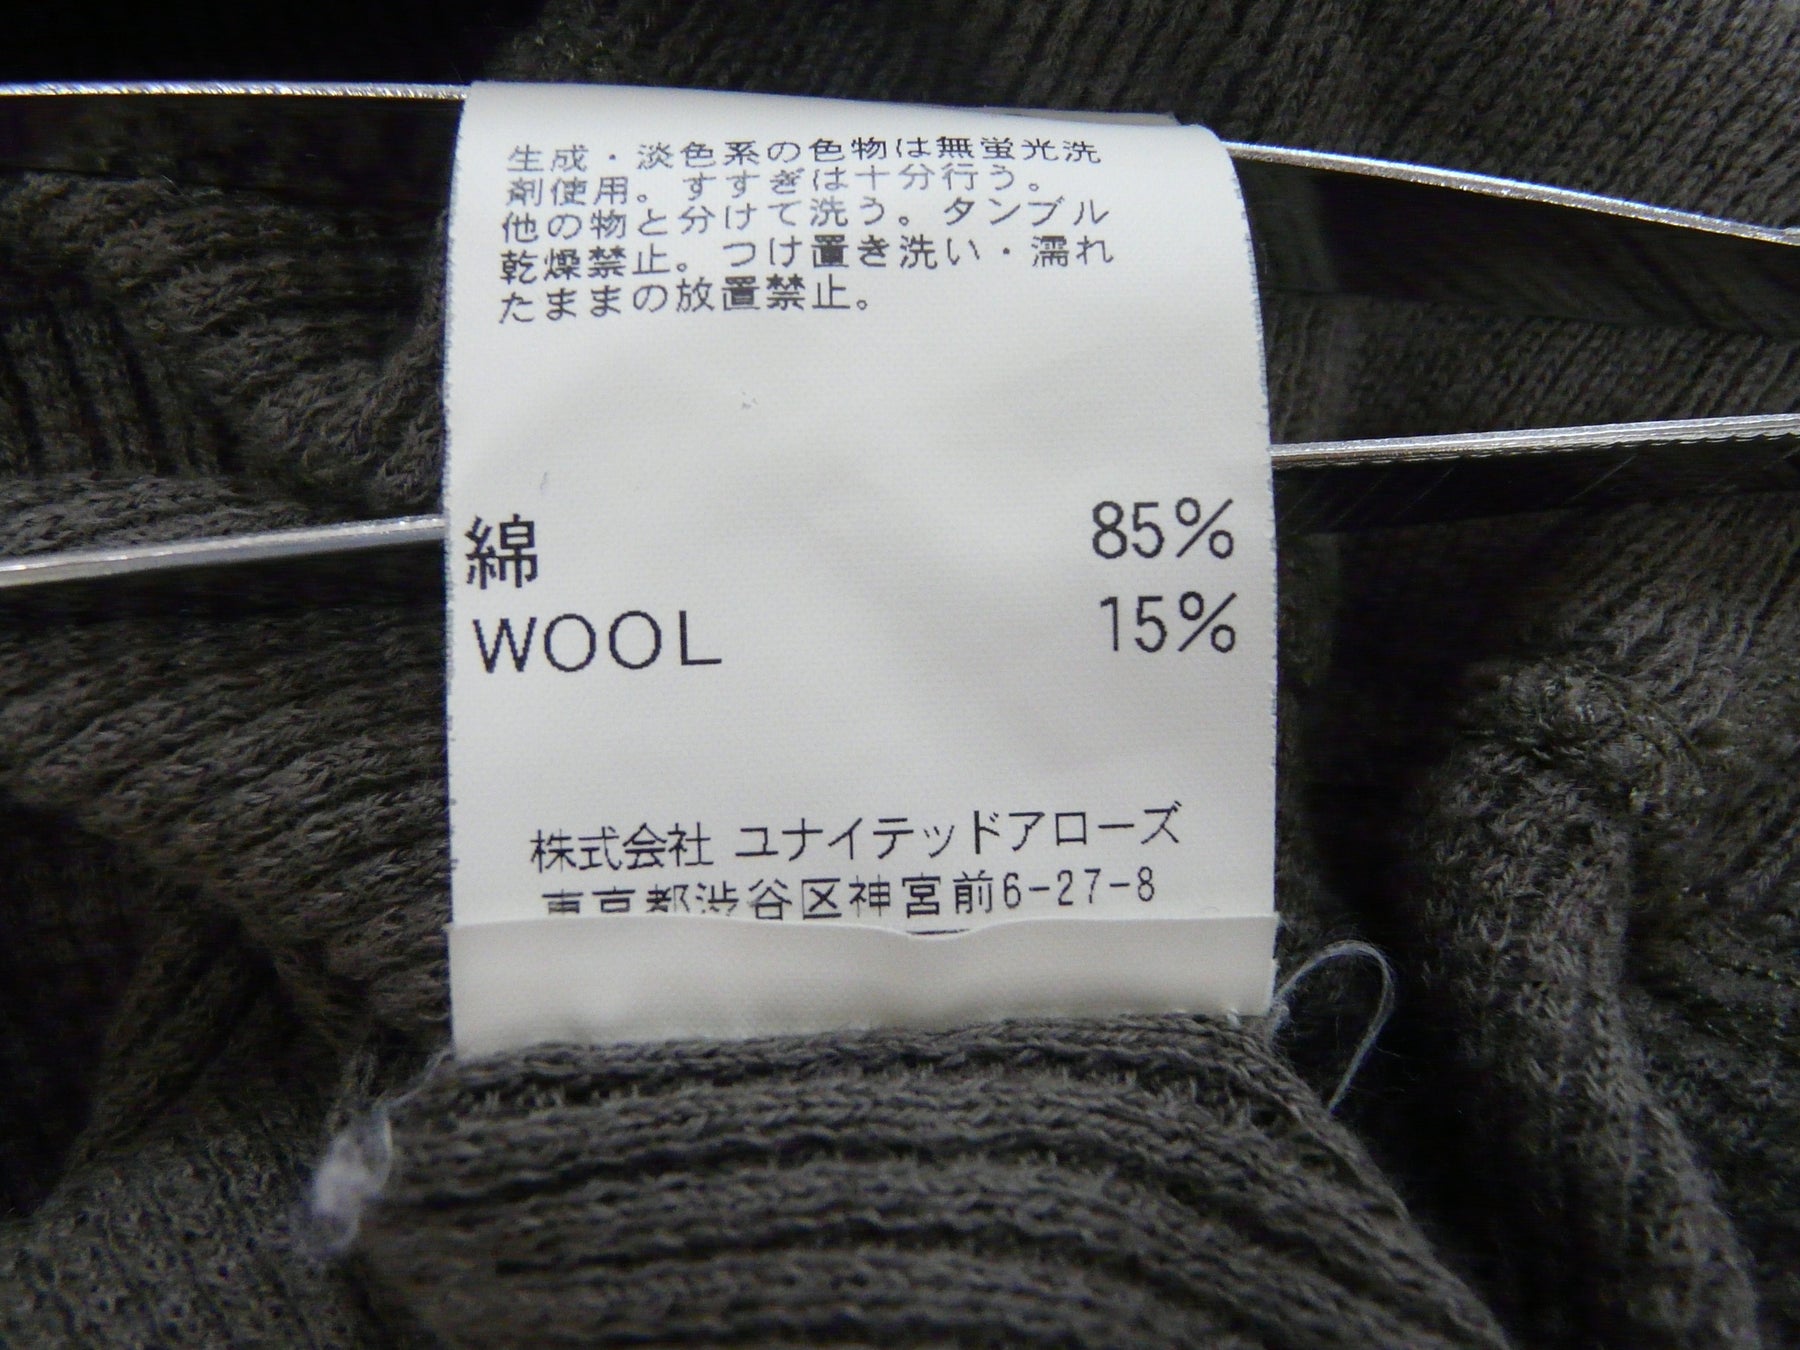 生成・淡色系の色物は無蛍光洗
剤使用。すすぎは十分行う。
他の物と分けて洗う。タンブル
乾燥禁止。つけ置き洗い・濡れ
たままの放置禁止。
綿 85%
WOOL 15%
株式会社 ユナイテッドアローズ
東京都渋谷区神宮前6-27-8